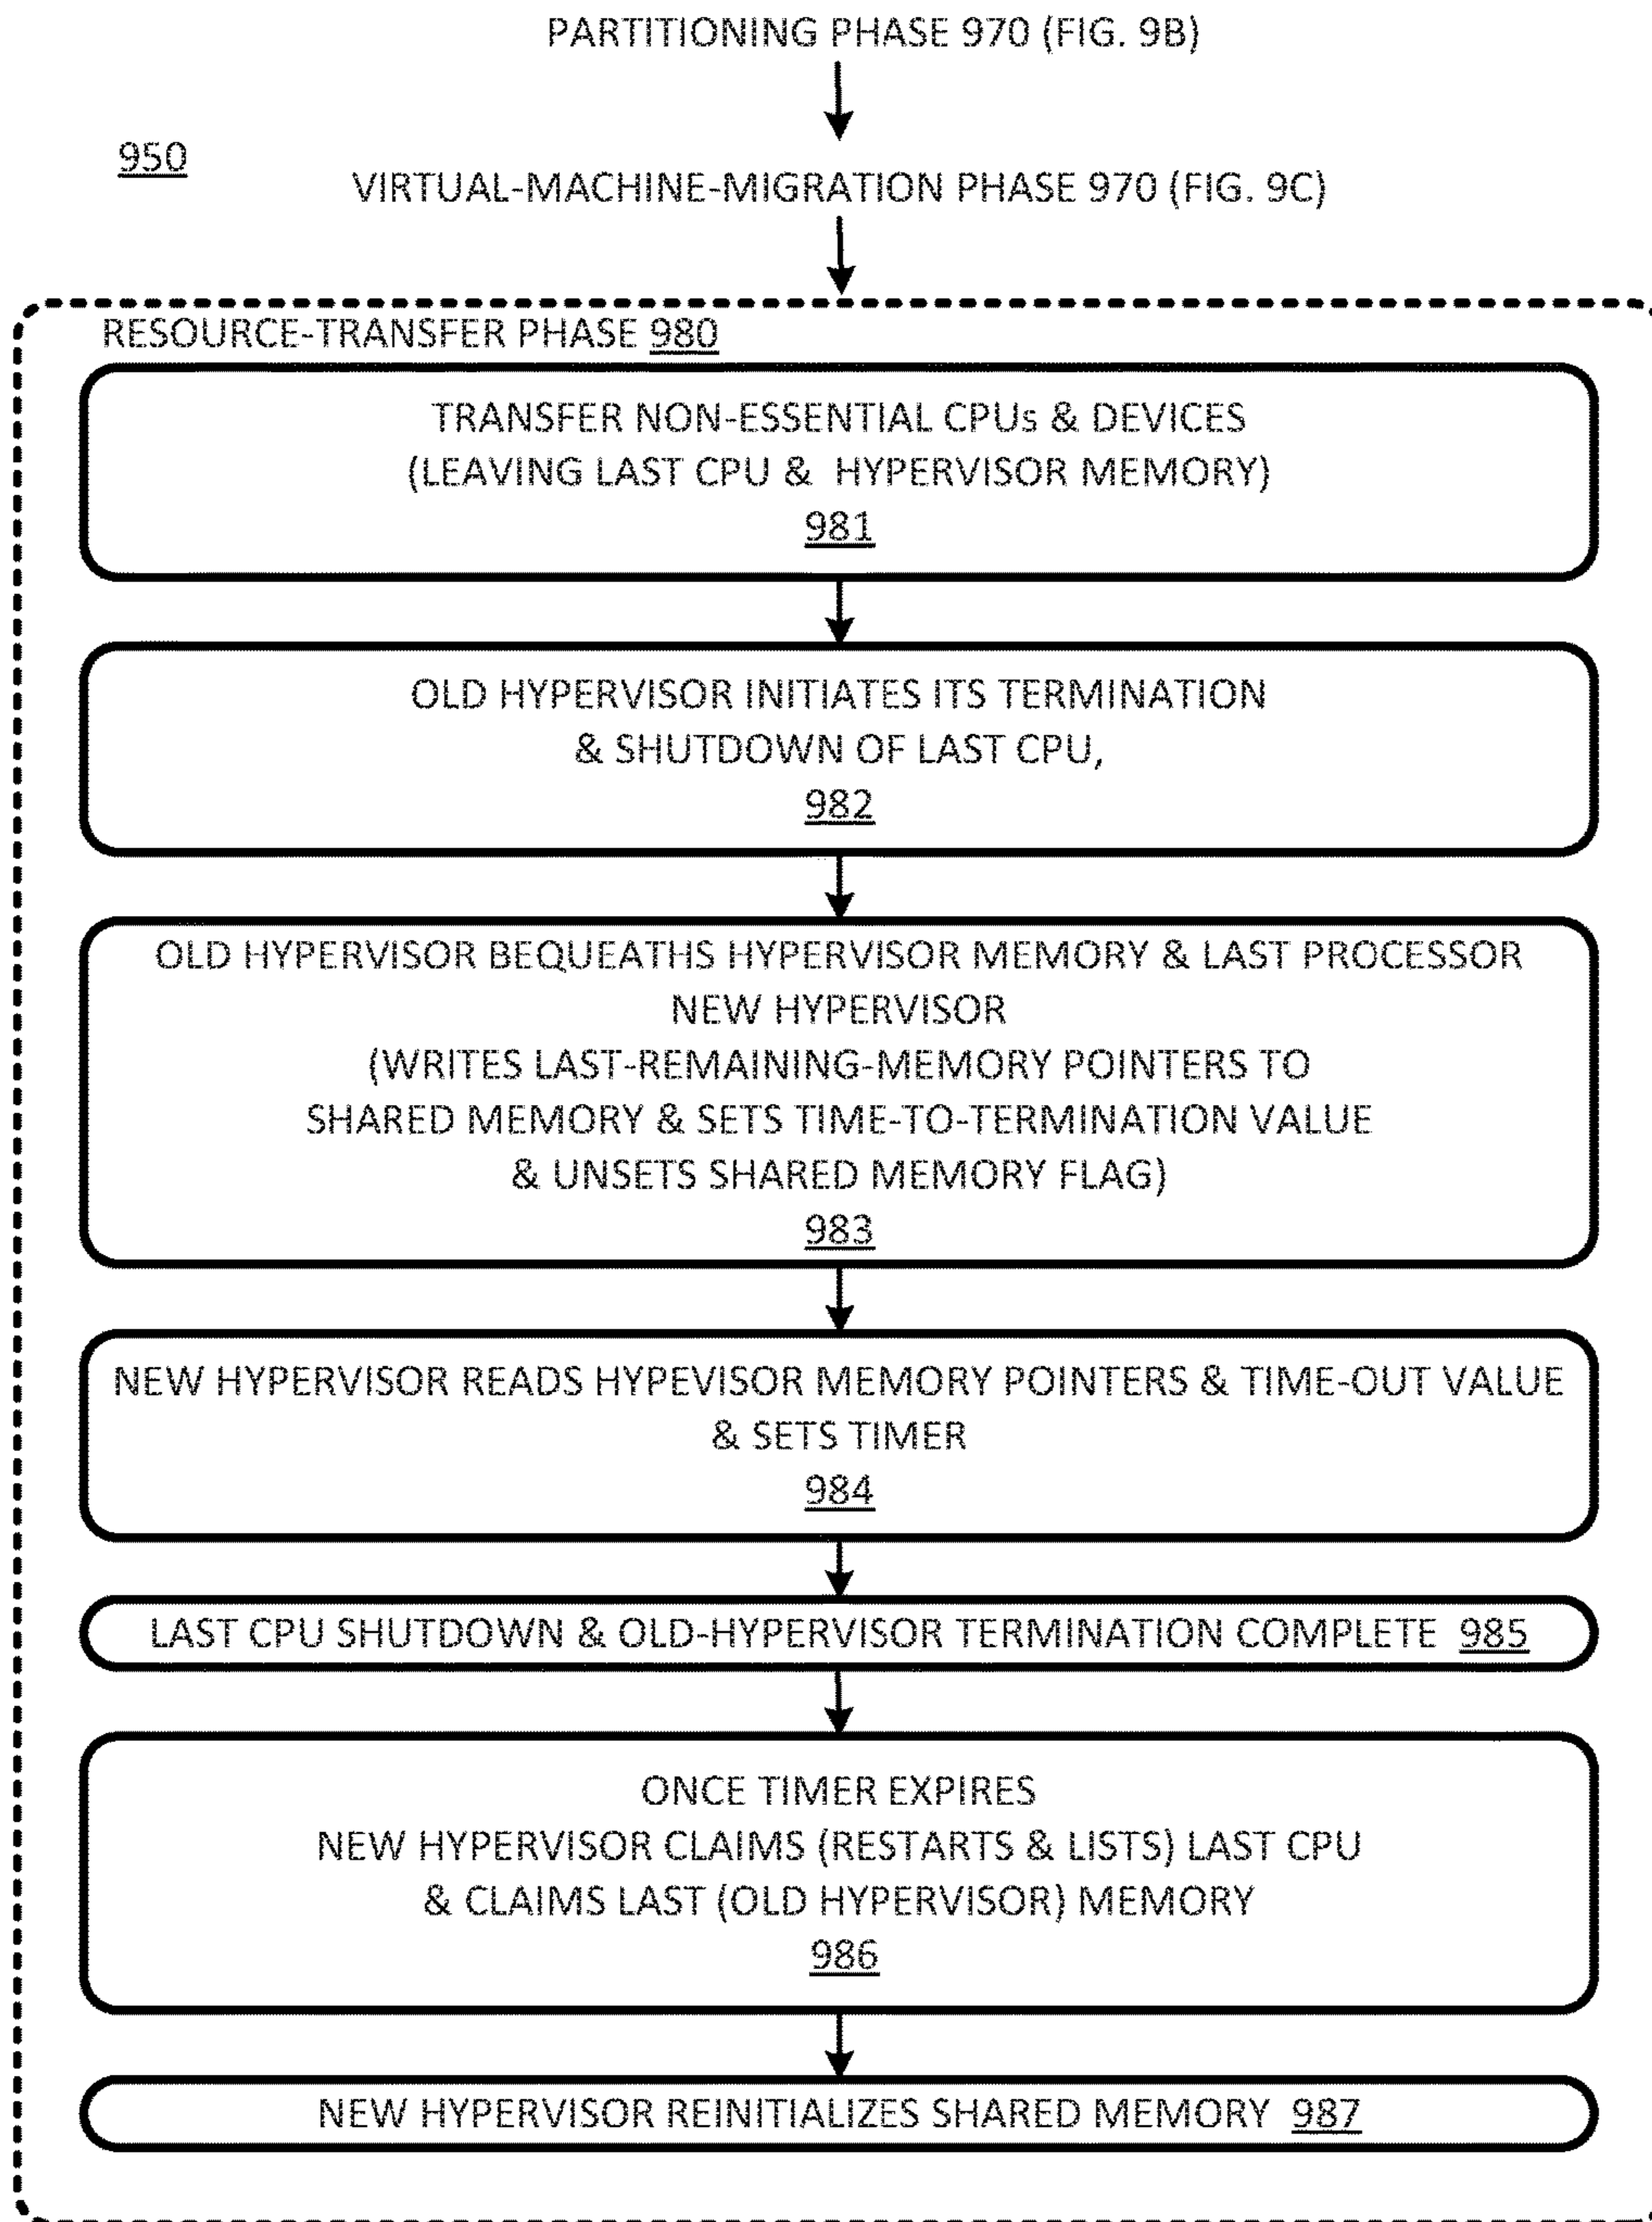 PARTITIONING PHASE 970 (FIG. 9B)
950
VIRTUAL-MACHINE-MIGRATION PHASE 970 (FIG. 9C)
RESOURCE-TRANSFER PHASE 980
TRANSFER NON-ESSENTIAL CPUs & DEVICES
(LEAVING LAST CPU & HYPERVISOR MEMORY)
981
OLD HYPERVISOR INITIATES ITS TERMINATION
& SHUTDOWN OF LAST CPU,
982
OLD HYPERVISOR BEQUEATHS HYPERVISOR MEMORY & LAST PROCESSOR
NEW HYPERVISOR
(WRITES LAST-REMAINING-MEMORY POINTERS TO
SHARED MEMORY & SETS TIME-TO-TERMINATION VALUE
& UNSETS SHARED MEMORY FLAG)
983
NEW HYPERVISOR READS HYPEVISOR MEMORY POINTERS & TIME-OUT VALUE
& SETS TIMER
984
LAST CPU SHUTDOWN & OLD-HYPERVISOR TERMINATION COMPLETE 985
ONCE TIMER EXPIRES
NEW HYPERVISOR CLAIMS (RESTARTS & LISTS) LAST CPU
& CLAIMS LAST (OLD HYPERVISOR) MEMORY
986
NEW HYPERVISOR REINITIALIZES SHARED MEMORY 987